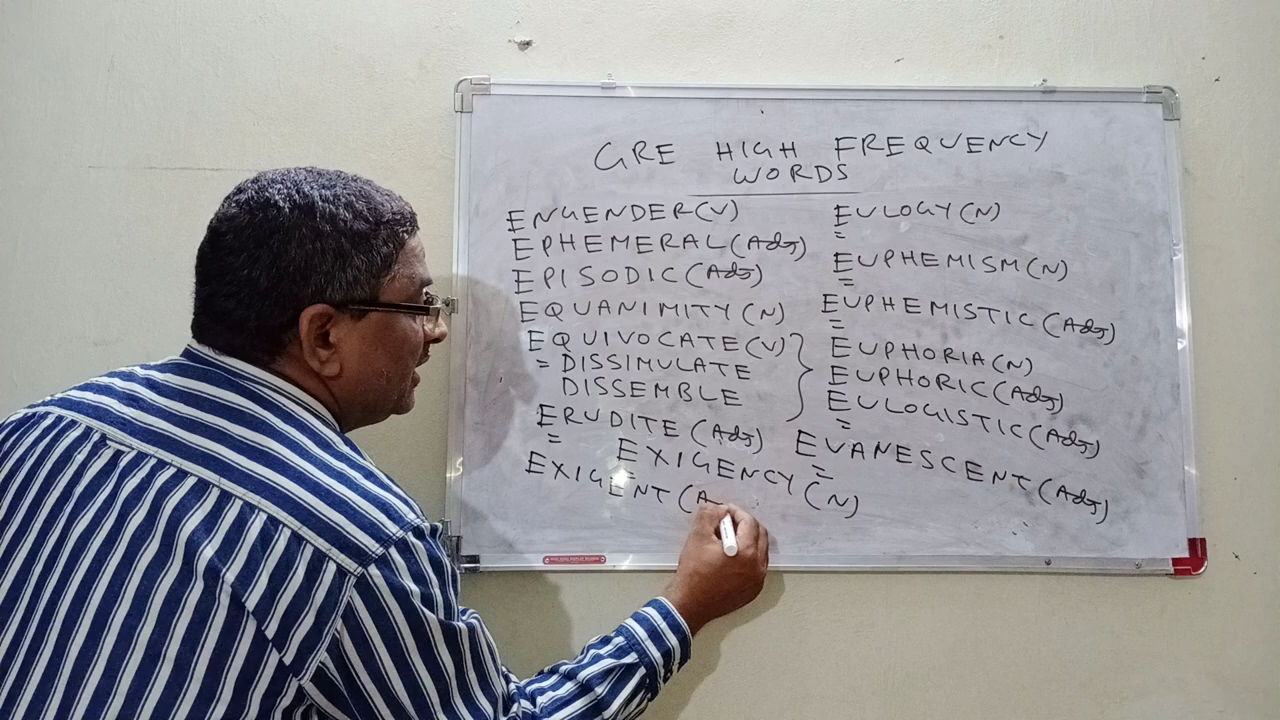 GRE HIGH FREQUENCY
WORDS
ENGENDER(V)
EPHEMERAL(Adj)
EPISODIC(Adj)
EQUANIMITY(N)
EQUIVOCATE(V)
= DISSIMULATE
DISSEMBLE
ERUDITE(Adj)
EXIGENCY(N)
EXIGENT(A
EULOGY(N)
EUPHEMISM(N)
EUPHEMISTIC(Adj)
EUPHORIA(N)
EUPHORIC(Adj)
EULOGISTIC(Adj)
EVANESCENT(Adj)